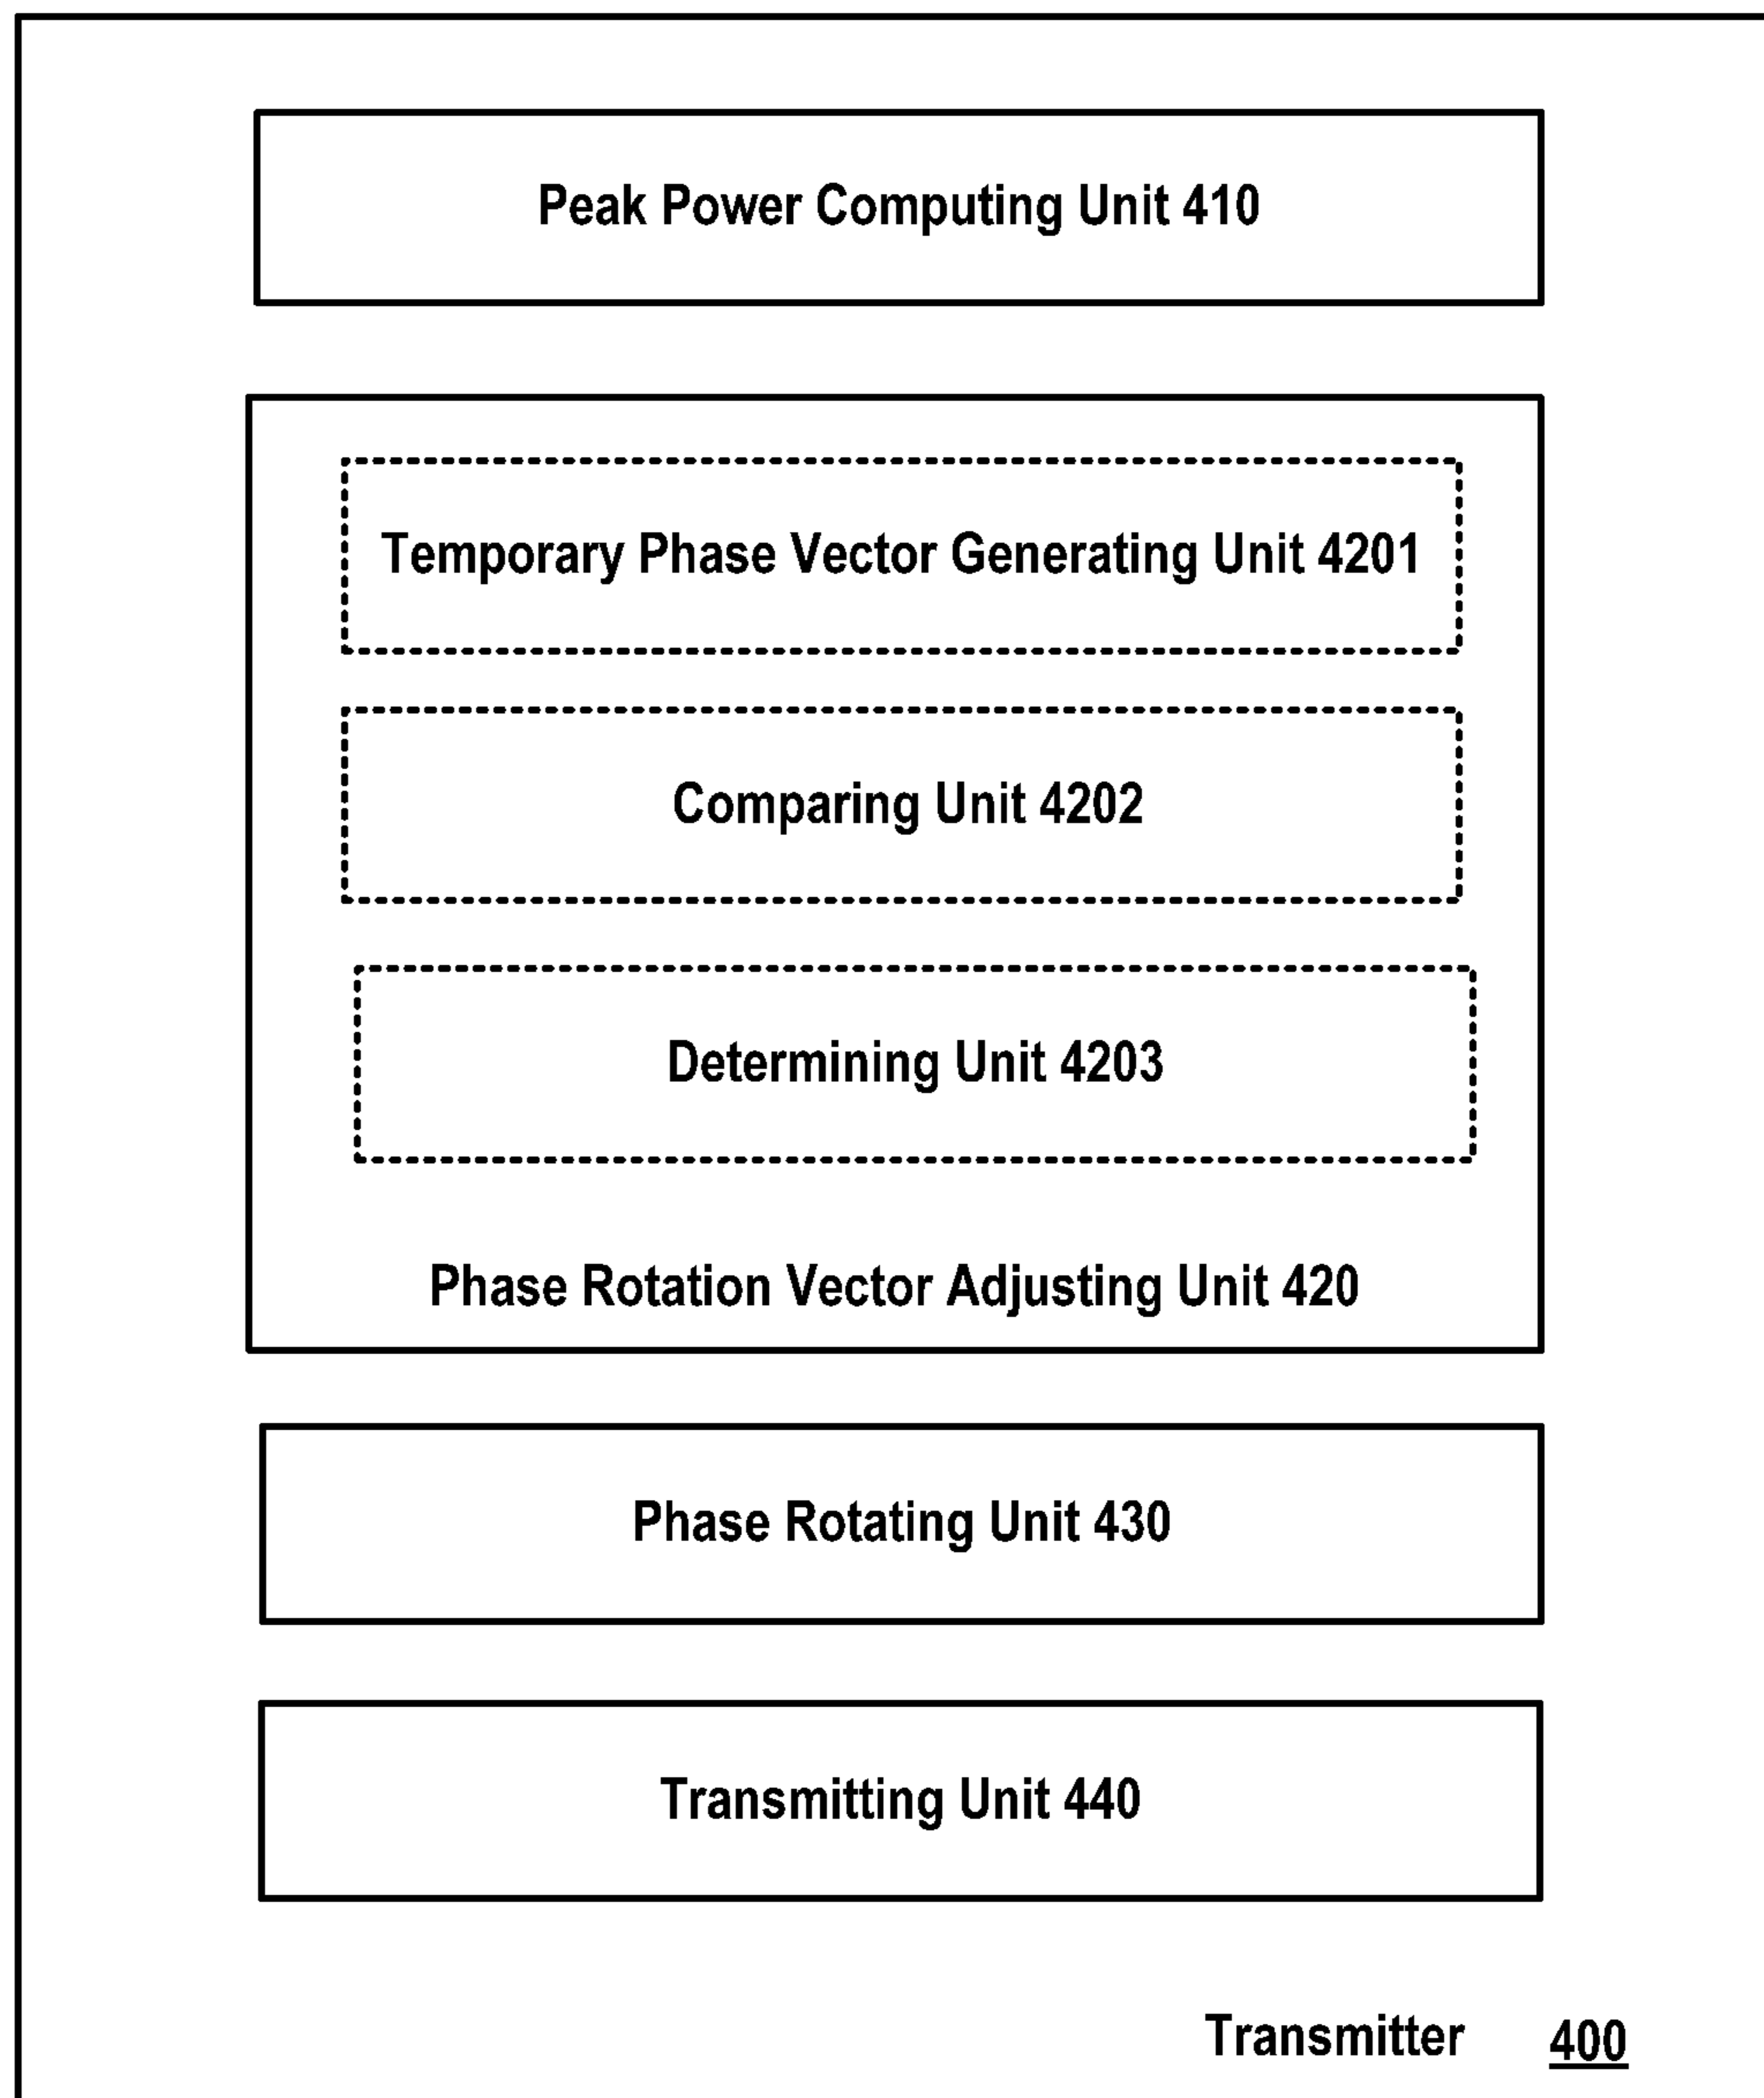 Peak Power Computing Unit 410
Temporary Phase Vector Generating Unit 4201
Comparing Unit 4202
Determining Unit 4203
Phase Rotation Vector Adjusting Unit 420
Phase Rotating Unit 430
Transmitting Unit 440
Transmitter 400